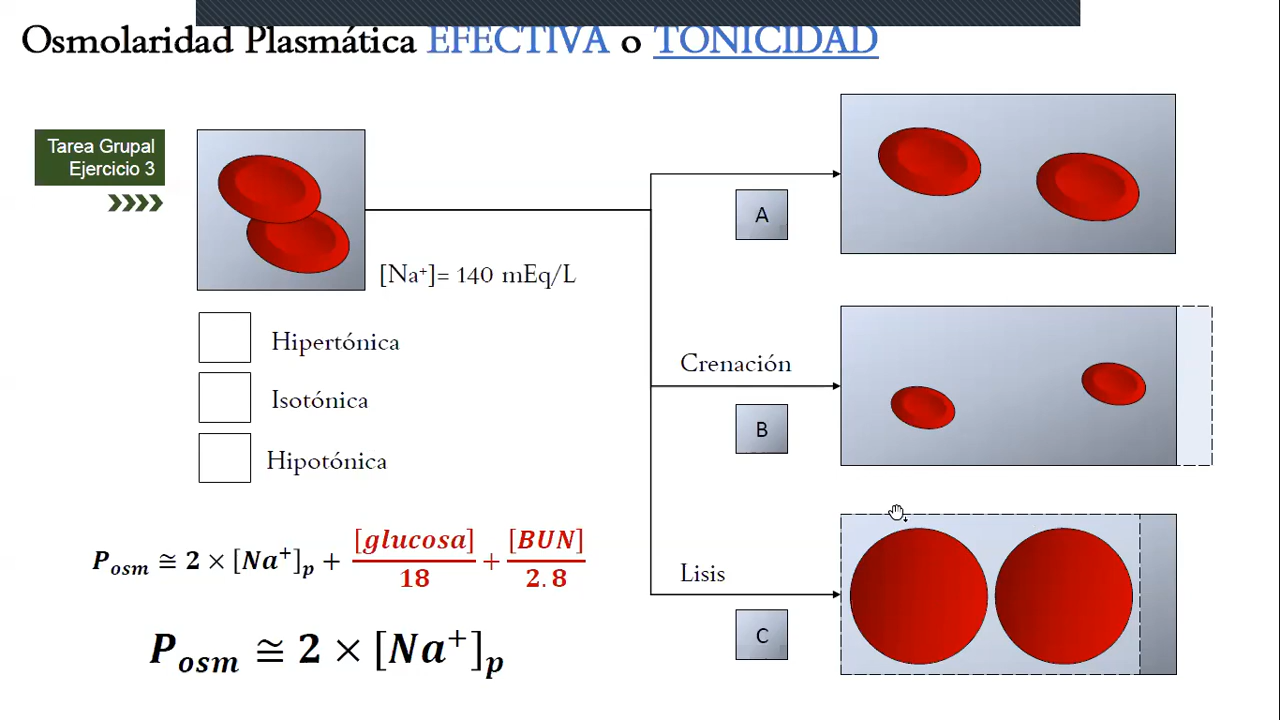 Osmolaridad Plasmática EFECTIVA o TONICIDAD
Tarea Grupal
Ejercicio 3
[Na⁺]= 140 mEq/L
Hipertónica
Isotónica
Hipotónica
P_osm ≅ 2 × [Na⁺]_p + [glucosa]/18 + [BUN]/2.8
P_osm ≅ 2 × [Na⁺]_p
A
Crenación
B
Lisis
C